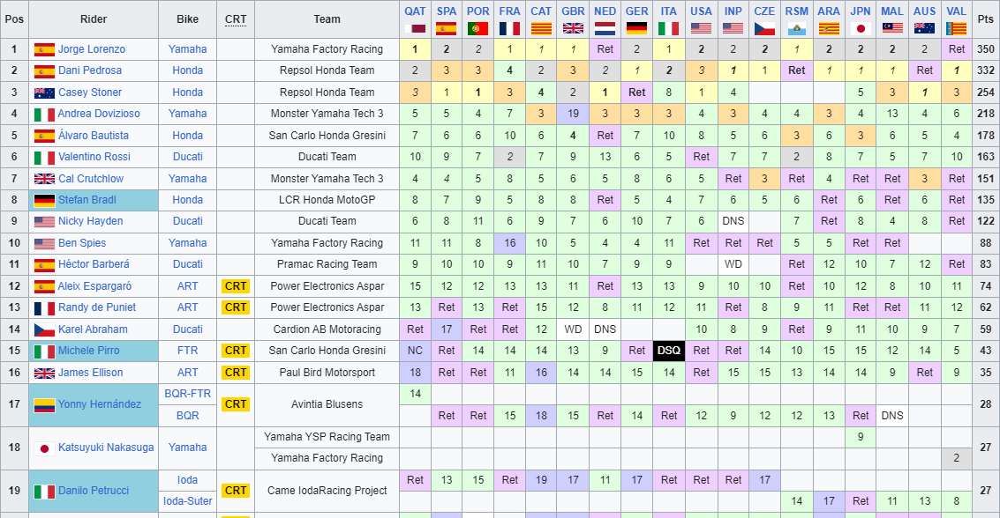 Pos Rider Bike CRT Team QAT SPA POR FRA CAT GBR NED GER ITA USA INP CZE RSM ARA JPN MAL AUS VAL Pts
1 Jorge Lorenzo Yamaha Yamaha Factory Racing 1 2 2 1 1 1 Ret 2 1 2 2 2 1 2 2 2 2 Ret 350
2 Dani Pedrosa Honda Repsol Honda Team 2 3 3 4 2 3 2 1 2 3 1 1 Ret 1 1 1 Ret 1 332
3 Casey Stoner Honda Repsol Honda Team 3 1 1 3 4 2 1 Ret 8 1 4 5 3 1 3 254
4 Andrea Dovizioso Yamaha Monster Yamaha Tech 3 5 5 4 7 3 19 3 3 3 4 3 4 4 3 4 13 4 6 218
5 Álvaro Bautista Honda San Carlo Honda Gresini 7 6 6 10 6 4 Ret 7 10 8 5 6 3 6 3 6 5 4 178
6 Valentino Rossi Ducati Ducati Team 10 9 7 2 7 9 13 6 5 Ret 7 7 2 8 7 5 7 10 163
7 Cal Crutchlow Yamaha Monster Yamaha Tech 3 4 4 5 8 5 6 5 8 6 5 Ret 3 Ret 4 Ret Ret 3 Ret 151
8 Stefan Bradl Honda LCR Honda MotoGP 8 7 9 5 8 8 Ret 5 4 7 6 5 6 Ret 6 Ret 6 Ret 135
9 Nicky Hayden Ducati Ducati Team 6 8 11 6 9 7 6 10 7 6 DNS 7 Ret 8 4 8 Ret 122
10 Ben Spies Yamaha Yamaha Factory Racing 11 11 8 16 10 5 4 4 11 Ret Ret Ret 5 5 Ret Ret 88
11 Héctor Barberá Ducati Pramac Racing Team 9 10 10 9 11 10 7 9 9 WD Ret 12 10 7 12 Ret 83
12 Aleix Espargaró ART CRT Power Electronics Aspar 15 12 12 13 13 11 Ret 13 13 9 10 10 Ret 10 12 8 10 11 74
13 Randy de Puniet ART CRT Power Electronics Aspar 13 Ret 13 Ret 15 12 8 11 12 11 Ret 8 9 11 Ret Ret 11 12 62
14 Karel Abraham Ducati Cardion AB Motoracing Ret 17 Ret Ret 12 WD DNS 10 8 9 Ret 9 11 10 9 7 59
15 Michele Pirro FTR CRT San Carlo Honda Gresini NC Ret 14 14 14 13 9 Ret DSQ Ret Ret 14 10 15 15 12 14 5 43
16 James Ellison ART CRT Paul Bird Motorsport 18 Ret Ret 11 16 14 14 15 14 Ret 15 15 13 14 14 9 Ret 9 35
17 Yonny Hernández BQR-FTR CRT Avintia Blusens 14 28
BQR Ret Ret 15 18 15 Ret 14 Ret 12 9 12 12 13 Ret DNS
18 Katsuyuki Nakasuga Yamaha Yamaha YSP Racing Team 9 27
Yamaha Factory Racing 2
19 Danilo Petrucci Ioda CRT Came IodaRacing Project Ret 13 15 Ret 19 17 11 17 Ret Ret Ret 17 27
Ioda-Suter 14 17 Ret 11 13 8